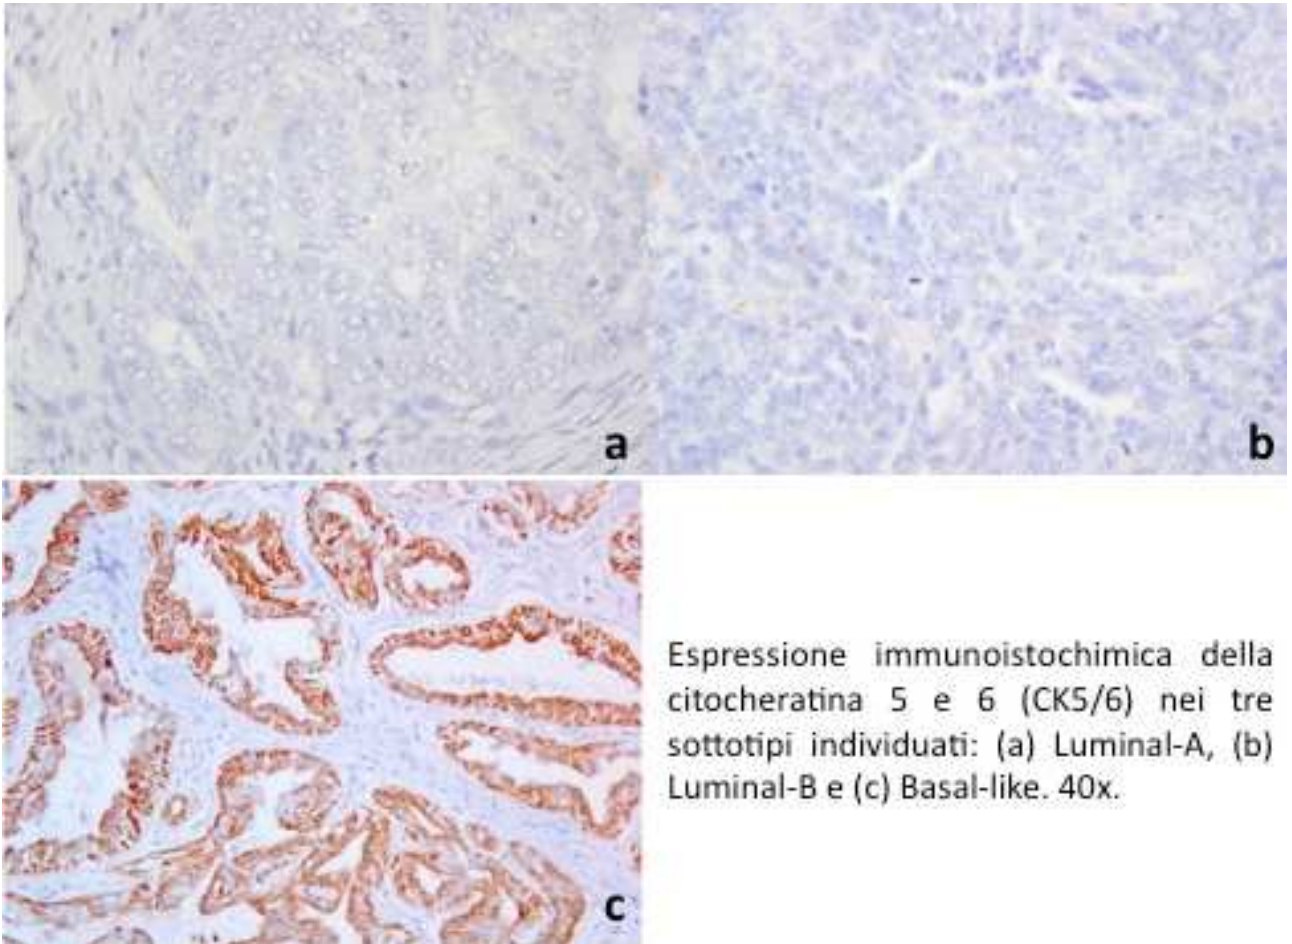 a
b
c
Espressione immunoistochimica della
citocheratina 5 e 6 (CK5/6) nei tre
sottotipi individuati: (a) Luminal-A, (b)
Luminal-B e (c) Basal-like. 40x.